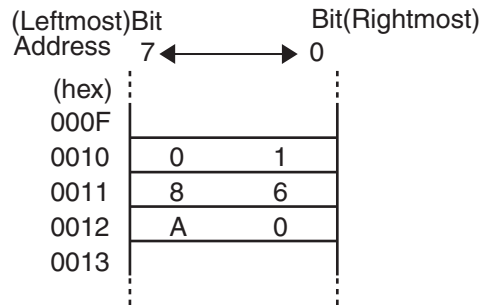 (Leftmost)Bit Bit(Rightmost)
Address 7 0
(hex)
000F
0010 0 1
0011 8 6
0012 A 0
0013